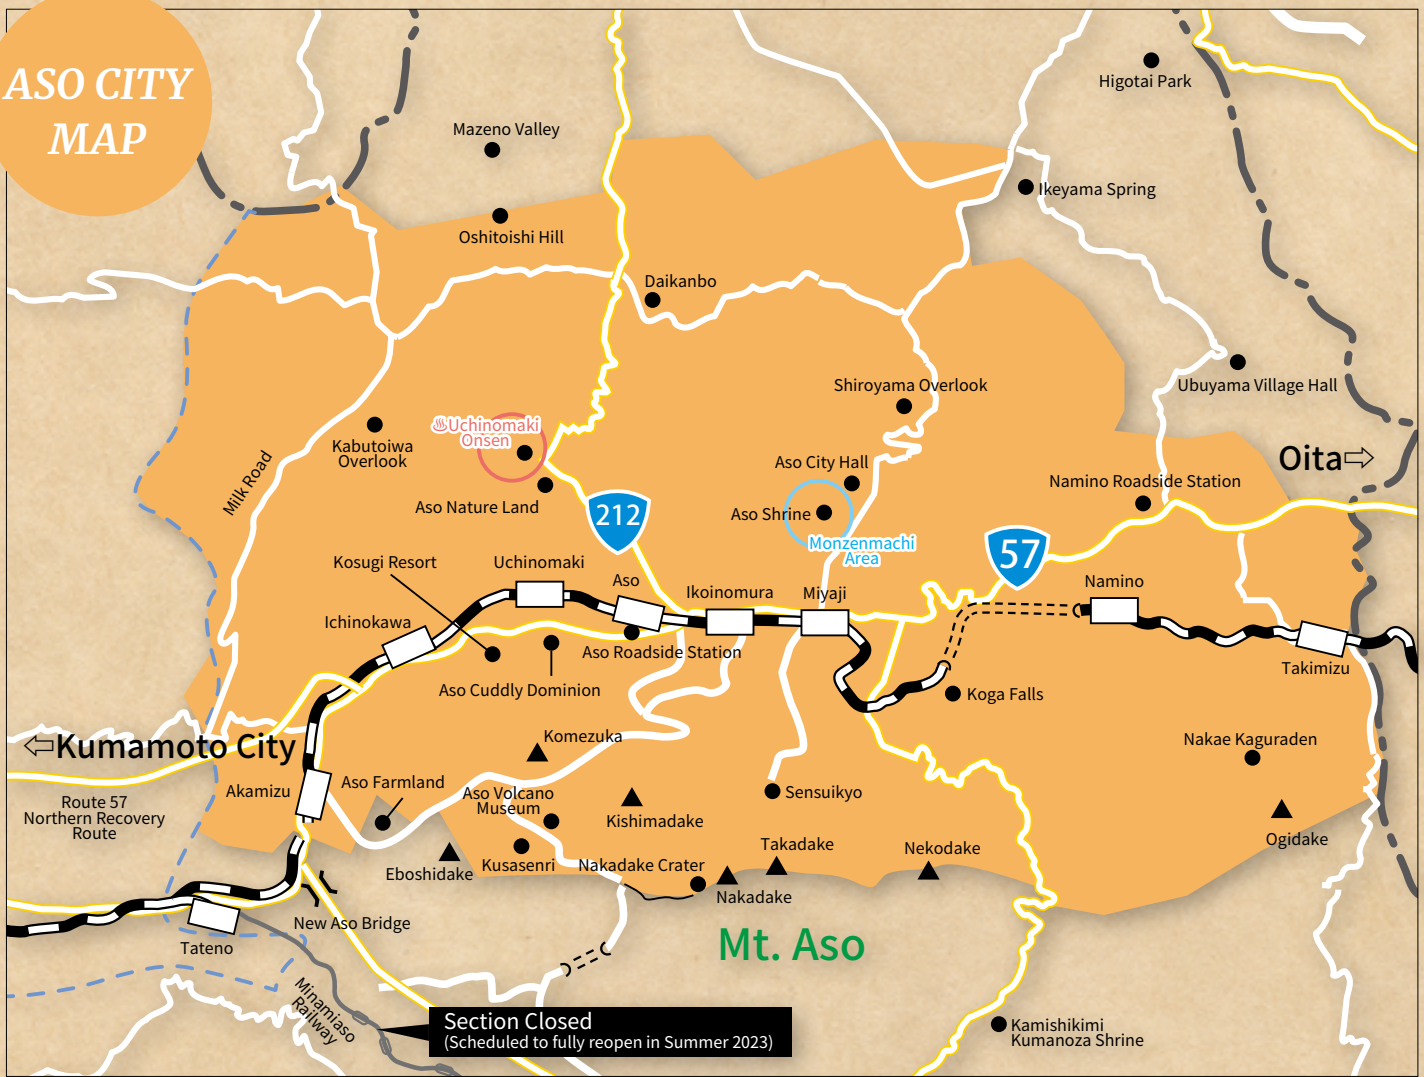 ASO CITY
MAP
Higotai Park
Mazeno Valley
Ikeyama Spring
Oshitoishi Hill
Daikanbo
Ubuyama Village Hall
Shiroyama Overlook
Uchinomaki
Onsen
Kabutoiwa
Overlook
Oita
Milk Road
Aso City Hall
Namino Roadside Station
Aso Nature Land
Aso Shrine
212
Monzenmachi
Area
57
Kosugi Resort
Uchinomaki
Aso
Ikoinomura
Miyaji
Namino
Ichinokawa
Aso Roadside Station
Takimizu
Aso Cuddly Dominion
Koga Falls
Komezuka
Nakae Kaguraden
Kumamoto City
Akamizu
Aso Farmland
Aso Volcano
Museum
Sensuikyo
Route 57
Northern Recovery
Route
Kishimadake
Ogidake
Takadake
Nekodake
Eboshidake
Kusasenri
Nakadake Crater
Nakadake
New Aso Bridge
Tateno
Mt. Aso
Minamiaso
Railway
Section Closed
(Scheduled to fully reopen in Summer 2023)
Kamishikimi
Kumanoza Shrine